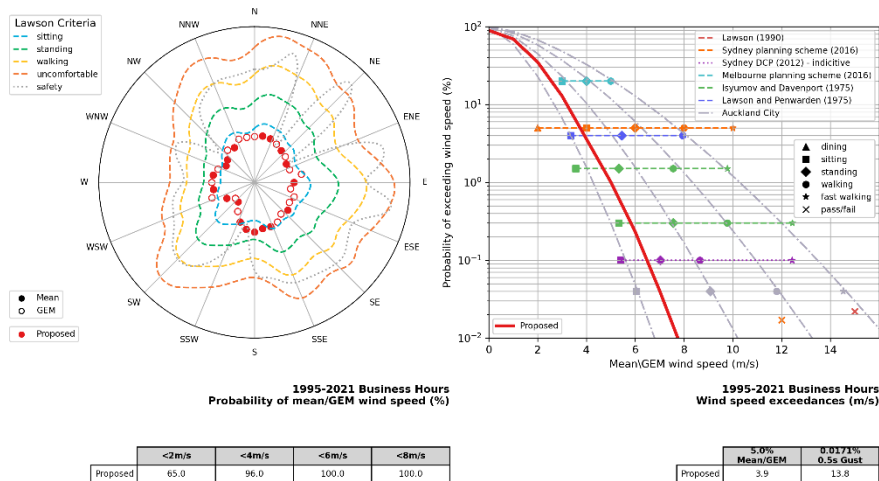 Lawson Criteria
sitting
standing
walking
uncomfortable
safety
N
NNE
NE
ENE
E
ESE
SE
SSE
S
SSW
SW
WSW
W
WNW
NW
NNW
Mean
GEM
Proposed
1995-2021 Business Hours
Probability of mean/GEM wind speed (%)
<2m/s <4m/s <6m/s <8m/s
Proposed 65.0 96.0 100.0 100.0
Probability of exceeding wind speed (%)
10²
10¹
10⁰
10⁻¹
10⁻²
0 2 4 6 8 10 12 14
Mean\GEM wind speed (m/s)
Lawson (1990)
Sydney planning scheme (2016)
Sydney DCP (2012) - indicitive
Melbourne planning scheme (2016)
Isyumov and Davenport (1975)
Lawson and Penwarden (1975)
Auckland City
dining
sitting
standing
walking
fast walking
pass/fail
Proposed
1995-2021 Business Hours
Wind speed exceedances (m/s)
5.0% 0.0171%
Mean/GEM 0.5s Gust
Proposed 3.9 13.8